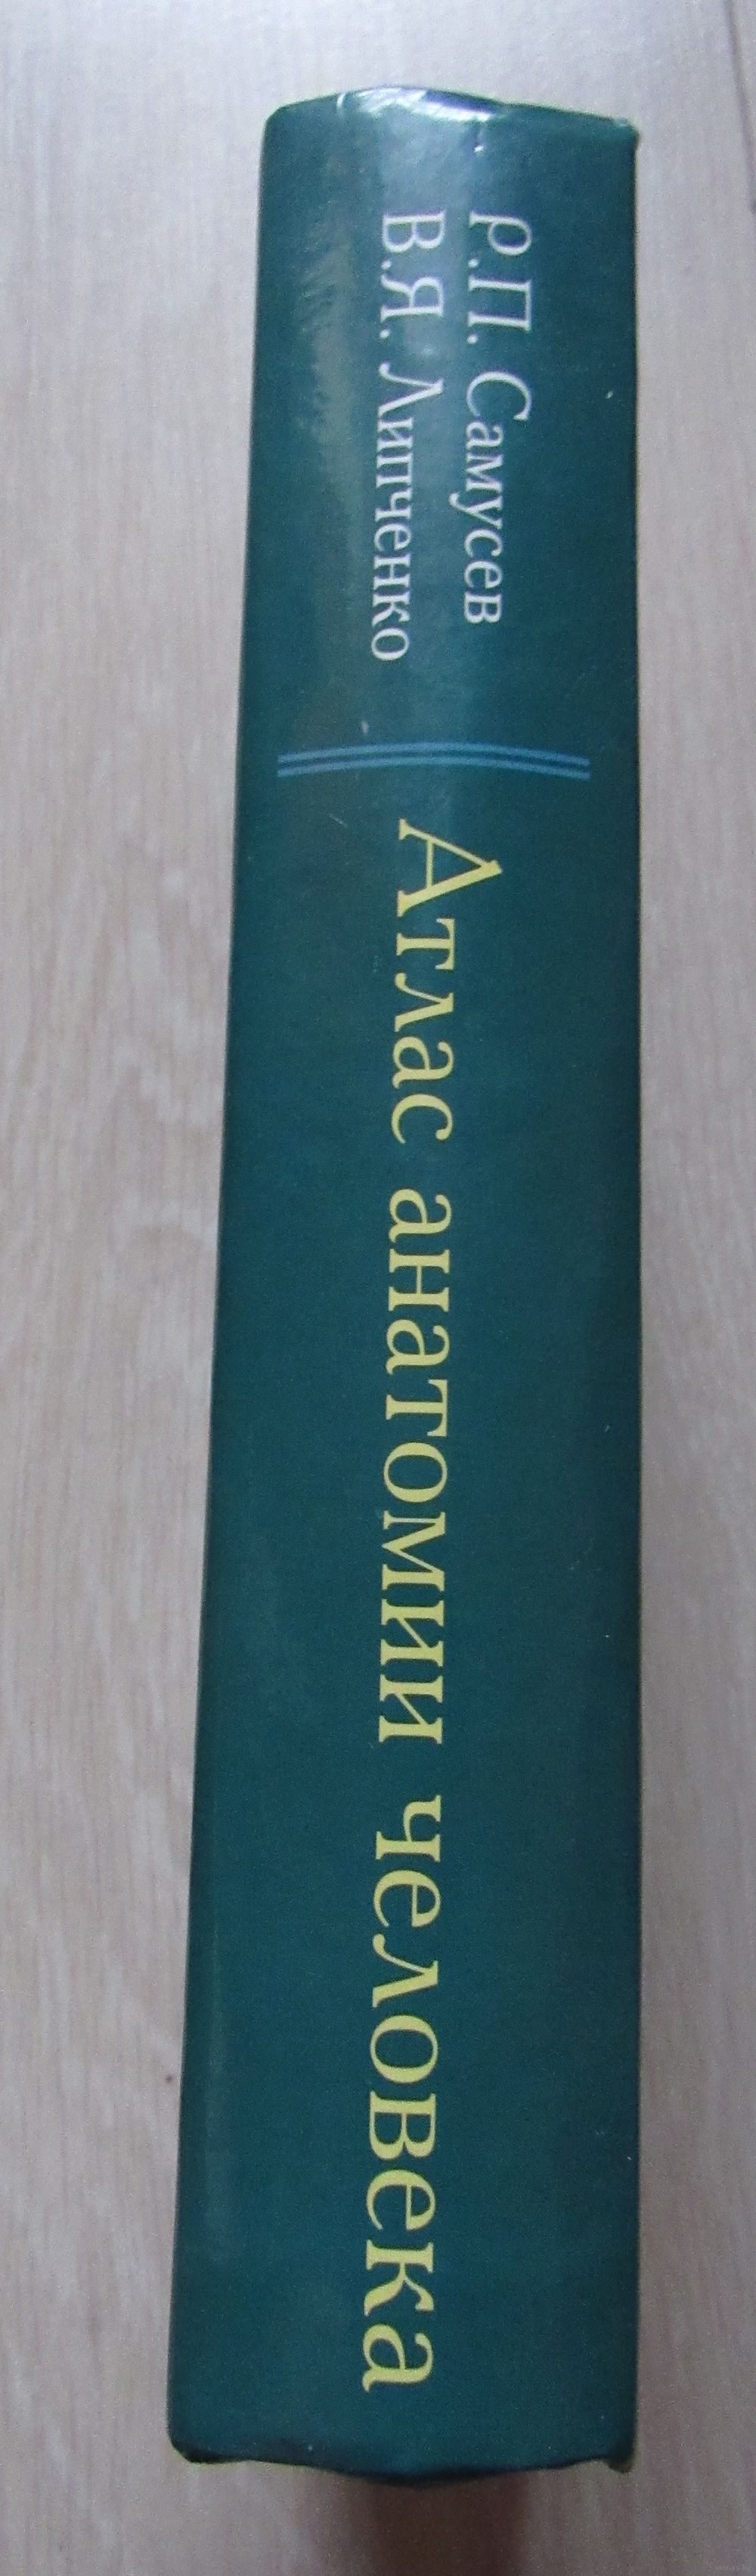 Р.П. Самусев
В.Я. Липченко
Атлас анатомии человека